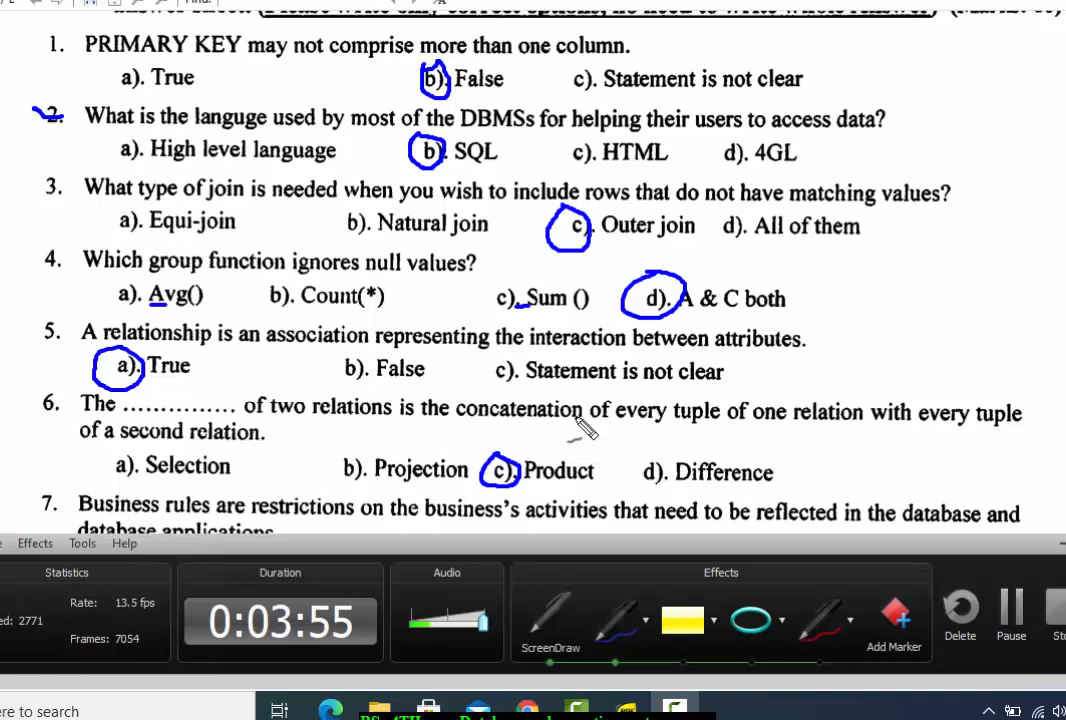 1. PRIMARY KEY may not comprise more than one column.
a). True b). False c). Statement is not clear
2. What is the languge used by most of the DBMSs for helping their users to access data?
a). High level language b). SQL c). HTML d). 4GL
3. What type of join is needed when you wish to include rows that do not have matching values?
a). Equi-join b). Natural join c). Outer join d). All of them
4. Which group function ignores null values?
a). Avg() b). Count(*) c). Sum () d). A & C both
5. A relationship is an association representing the interaction between attributes.
a). True b). False c). Statement is not clear
6. The ............... of two relations is the concatenation of every tuple of one relation with every tuple
of a second relation.
a). Selection b). Projection c). Product d). Difference
7. Business rules are restrictions on the business's activities that need to be reflected in the database and
database applications
Effects Tools Help
Statistics Duration Audio Effects
Rate: 13.5 fps
ed: 2771
Frames: 7054
0:03:55
ScreenDraw Add Marker Delete Pause Sto
ere to search